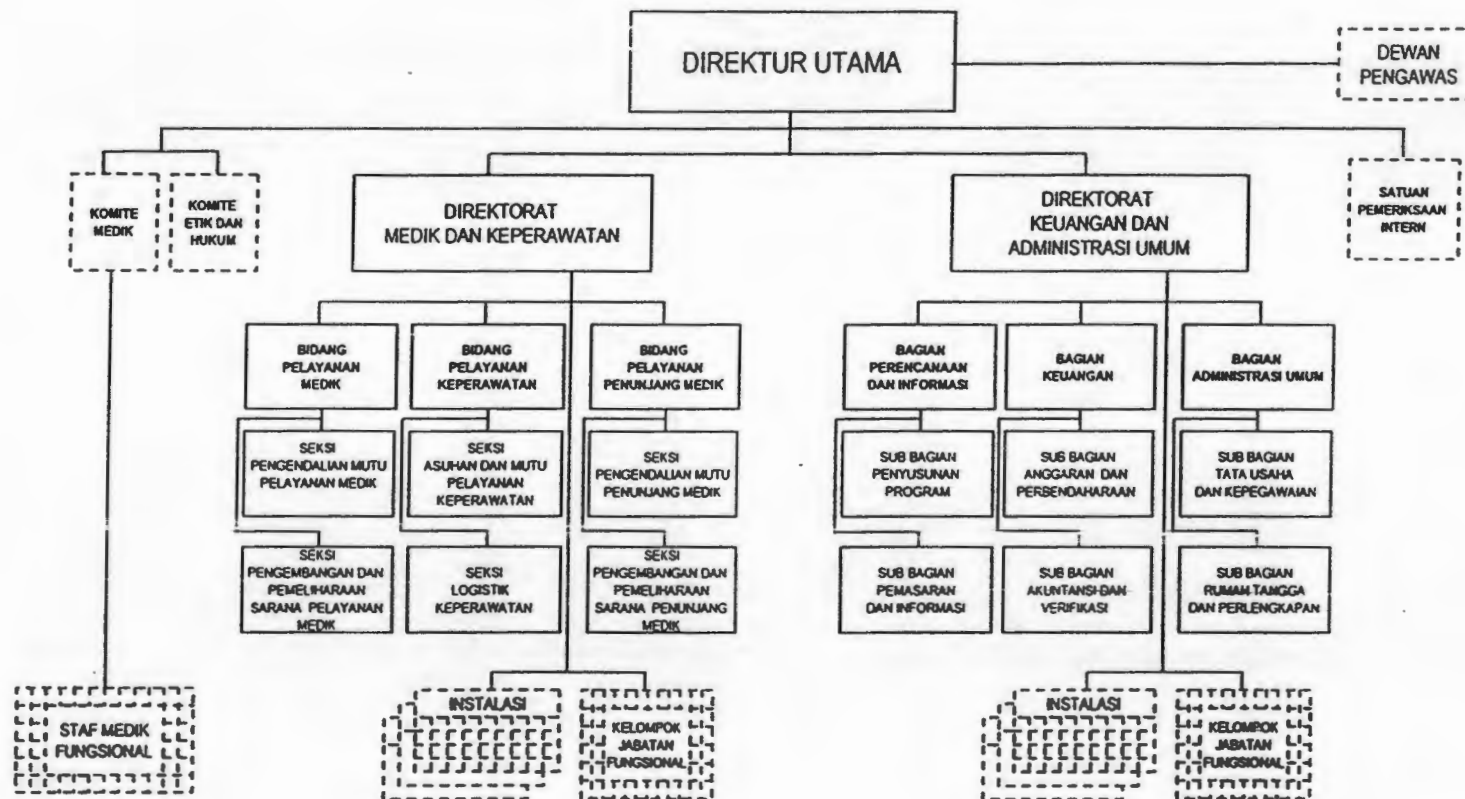 DIREKTUR UTAMA
DEWAN
PENGAWAS
KOMITE
MEDIK
KOMITE
ETIK DAN
HUKUM
DIREKTORAT
MEDIK DAN KEPERAWATAN
DIREKTORAT
KEUANGAN DAN
ADMINISTRASI UMUM
SATUAN
PEMERIKSAAN
INTERN
BIDANG
PELAYANAN
MEDIK
BIDANG
PELAYANAN
KEPERAWATAN
BIDANG
PELAYANAN
PENUNJANG MEDIK
BAGIAN
PERENCANAAN
DAN INFORMASI
BAGIAN
KEUANGAN
BAGIAN
ADMINISTRASI UMUM
SEKSI
PENGENDALIAN MUTU
PELAYANAN MEDIK
SEKSI
ASUHAN DAN MUTU
PELAYANAN
KEPERAWATAN
SEKSI
PENGENDALIAN MUTU
PENUNJANG MEDIK
SUB BAGIAN
PENYUSUNAN
PROGRAM
SUB BAGIAN
ANGGARAN DAN
PERBENDAHARAAN
SUB BAGIAN
TATA USAHA
DAN KEPEGAWAIAN
SEKSI
PENGEMBANGAN DAN
PEMELIHARAAN
SARANA PELAYANAN
MEDIK
SEKSI
LOGISTIK
KEPERAWATAN
SEKSI
PENGEMBANGAN DAN
PEMELIHARAAN
SARANA PENUNJANG
MEDIK
SUB BAGIAN
PEMASARAN
DAN INFORMASI
SUB BAGIAN
AKUNTANSI DAN
VERIFIKASI
SUB BAGIAN
RUMAH TANGGA
DAN PERLENGKAPAN
STAF MEDIK
FUNGSIONAL
INSTALASI
KELOMPOK
JABATAN
FUNGSIONAL
INSTALASI
KELOMPOK
JABATAN
FUNGSIONAL